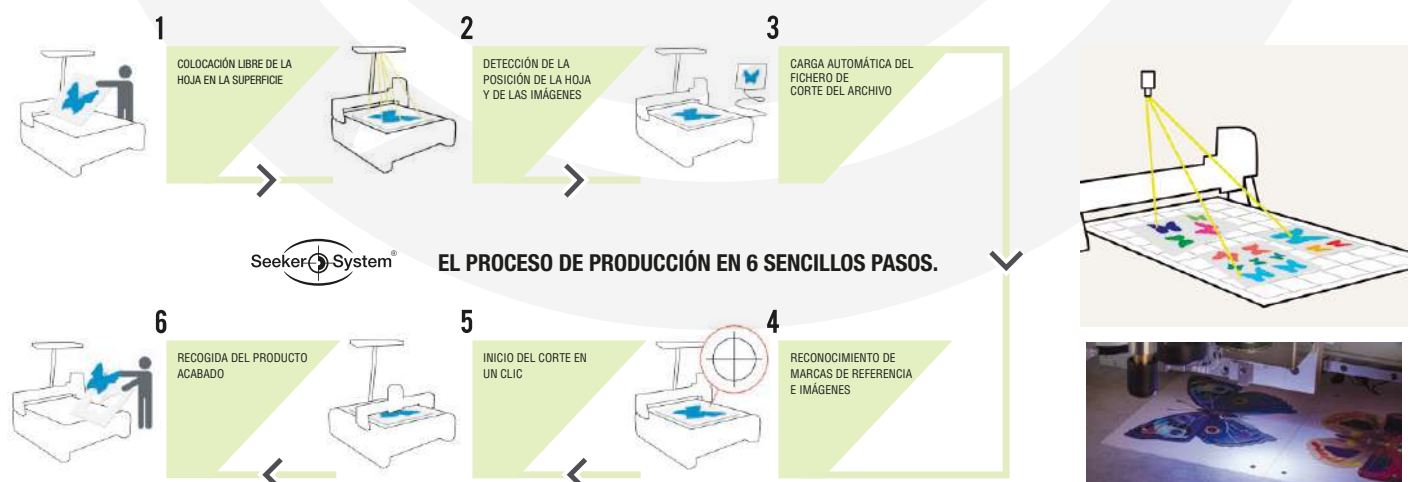 1
COLOCACIÓN LIBRE DE LA
HOJA EN LA SUPERFICIE
2
DETECCIÓN DE LA
POSICIÓN DE LA HOJA
Y DE LAS IMÁGENES
3
CARGA AUTOMÁTICA DEL
FICHERO DE
CORTE DEL ARCHIVO
Seeker System®
EL PROCESO DE PRODUCCIÓN EN 6 SENCILLOS PASOS.
4
RECONOCIMIENTO DE
MARCAS DE REFERENCIA
E IMÁGENES
5
INICIO DEL CORTE EN
UN CLIC
6
RECOGIDA DEL PRODUCTO
ACABADO